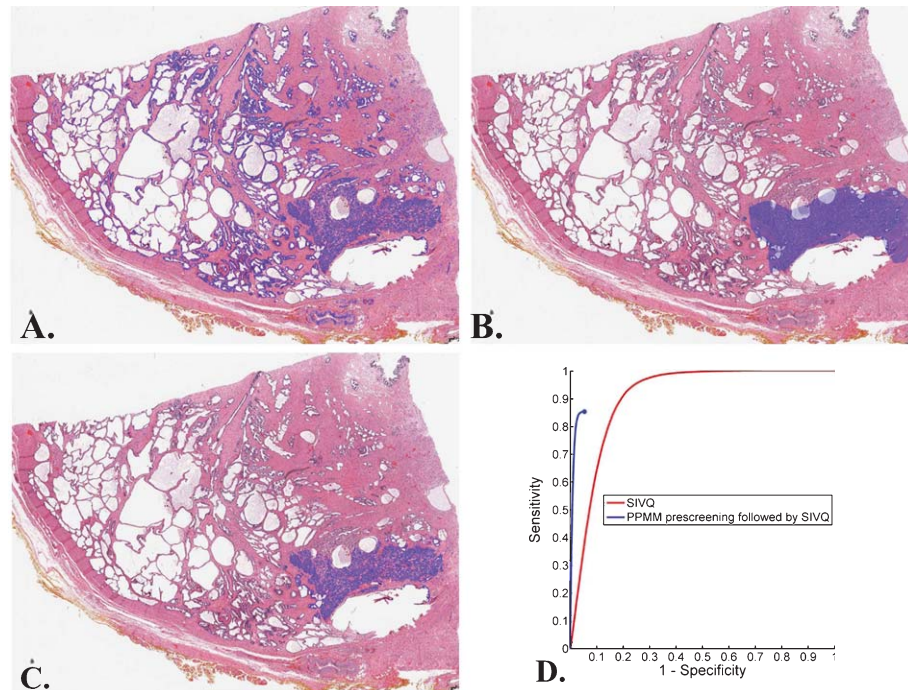 A.
B.
C.
1
0.9
0.8
0.7
0.6
0.5
0.4
0.3
0.2
0.1
0
Sensitivity
SIVQ
PPMM prescreening followed by SIVQ
0.1 0.2 0.3 0.4 0.5 0.6 0.7 0.8 0.9 1
1 - Specificity
D.